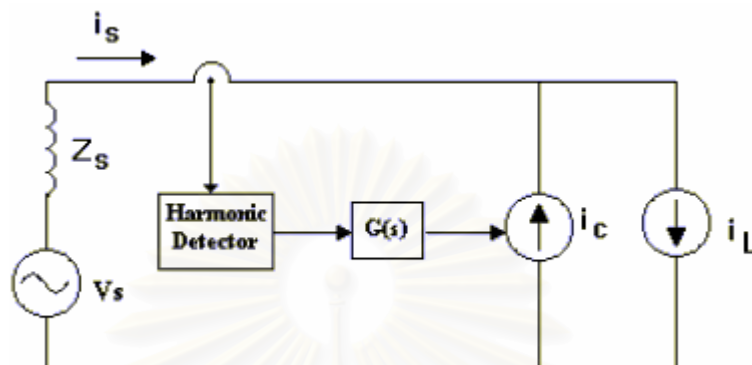 is
Zs
Harmonic
Detector
G(s)
ic
iL
Vs